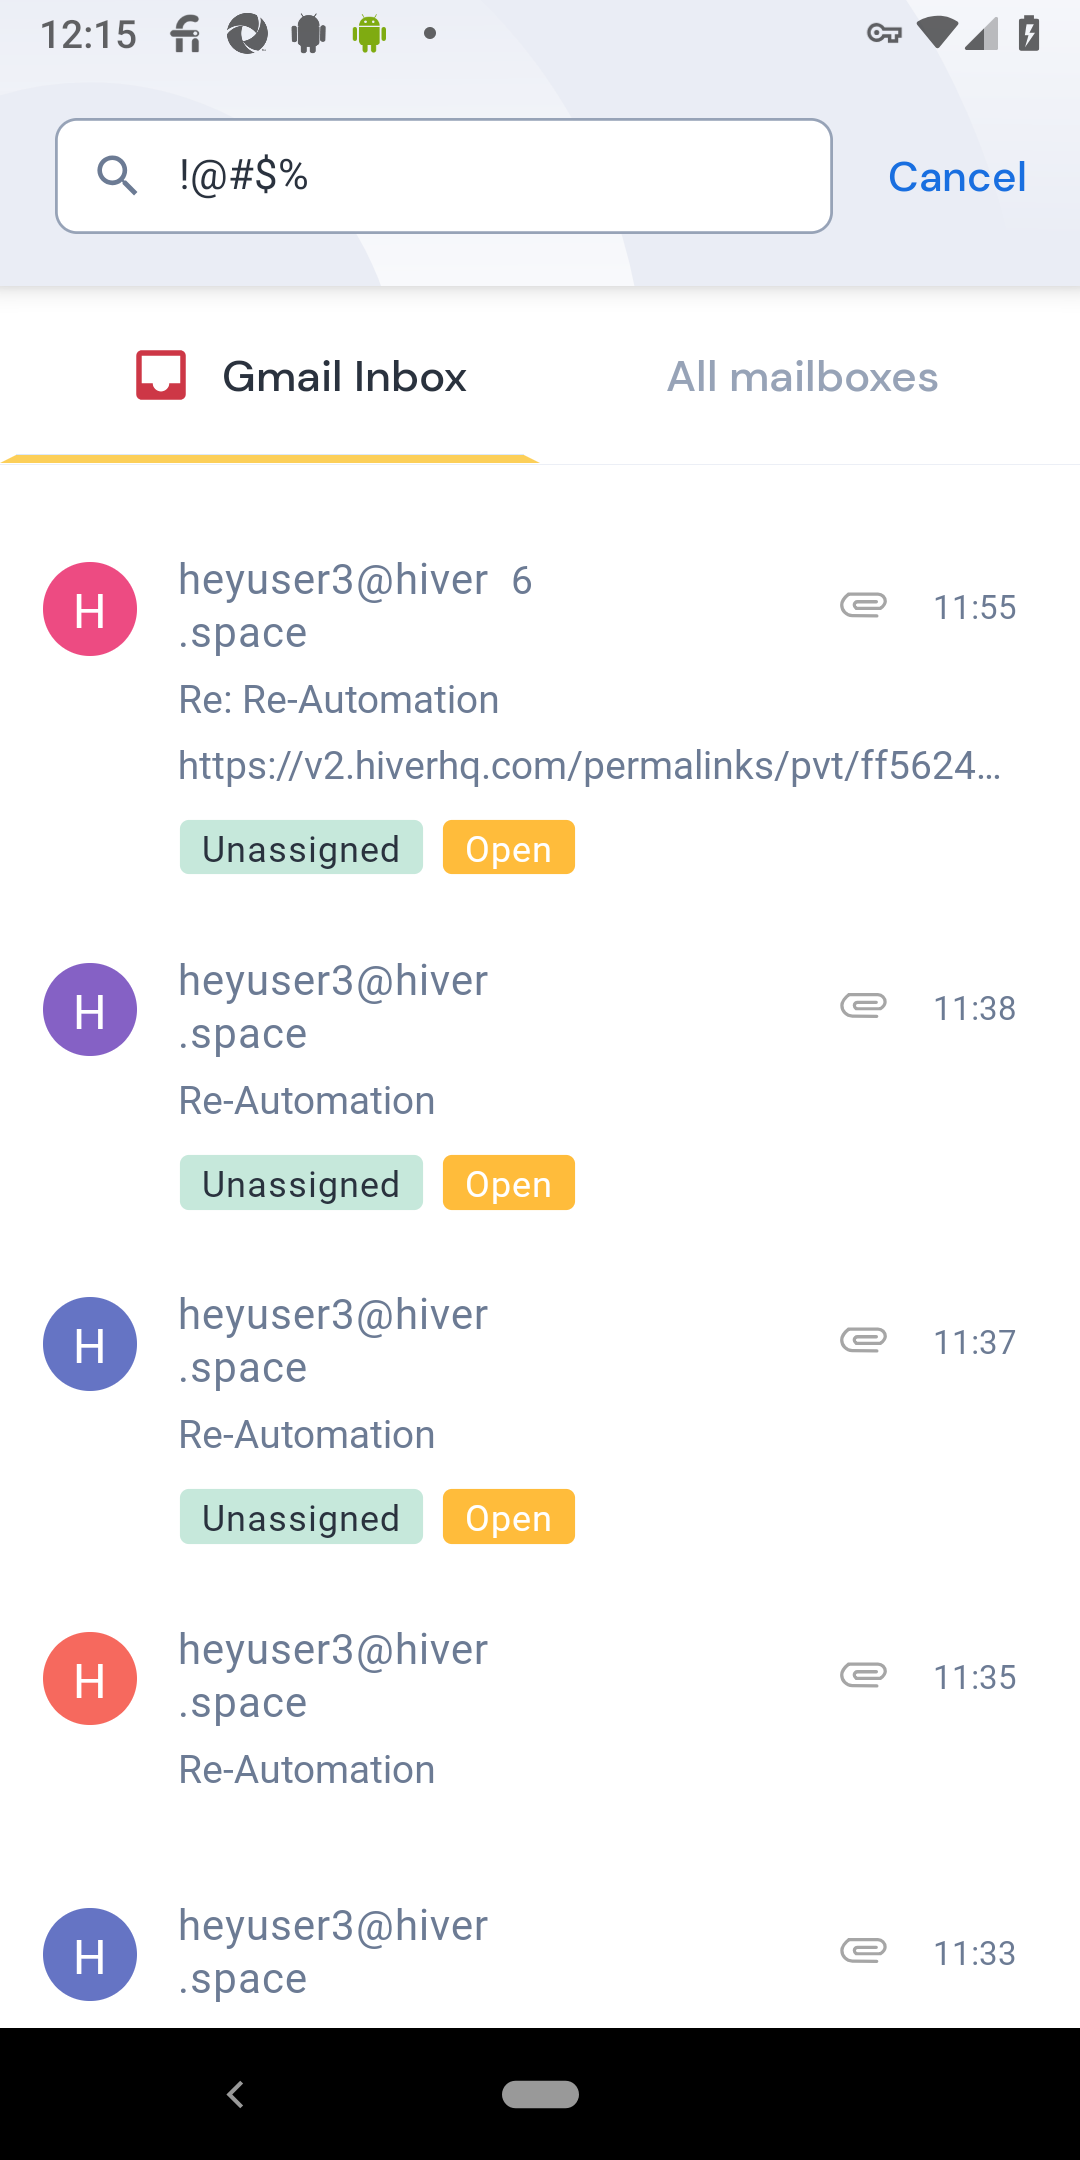 12:15
!@#$% Cancel
Gmail Inbox All mailboxes
H heyuser3@hiver 6
.space 11:55
Re: Re-Automation
https://v2.hiverhq.com/permalinks/pvt/ff5624...
Unassigned Open
H heyuser3@hiver
.space 11:38
Re-Automation
Unassigned Open
H heyuser3@hiver
.space 11:37
Re-Automation
Unassigned Open
H heyuser3@hiver
.space 11:35
Re-Automation
H heyuser3@hiver
.space 11:33